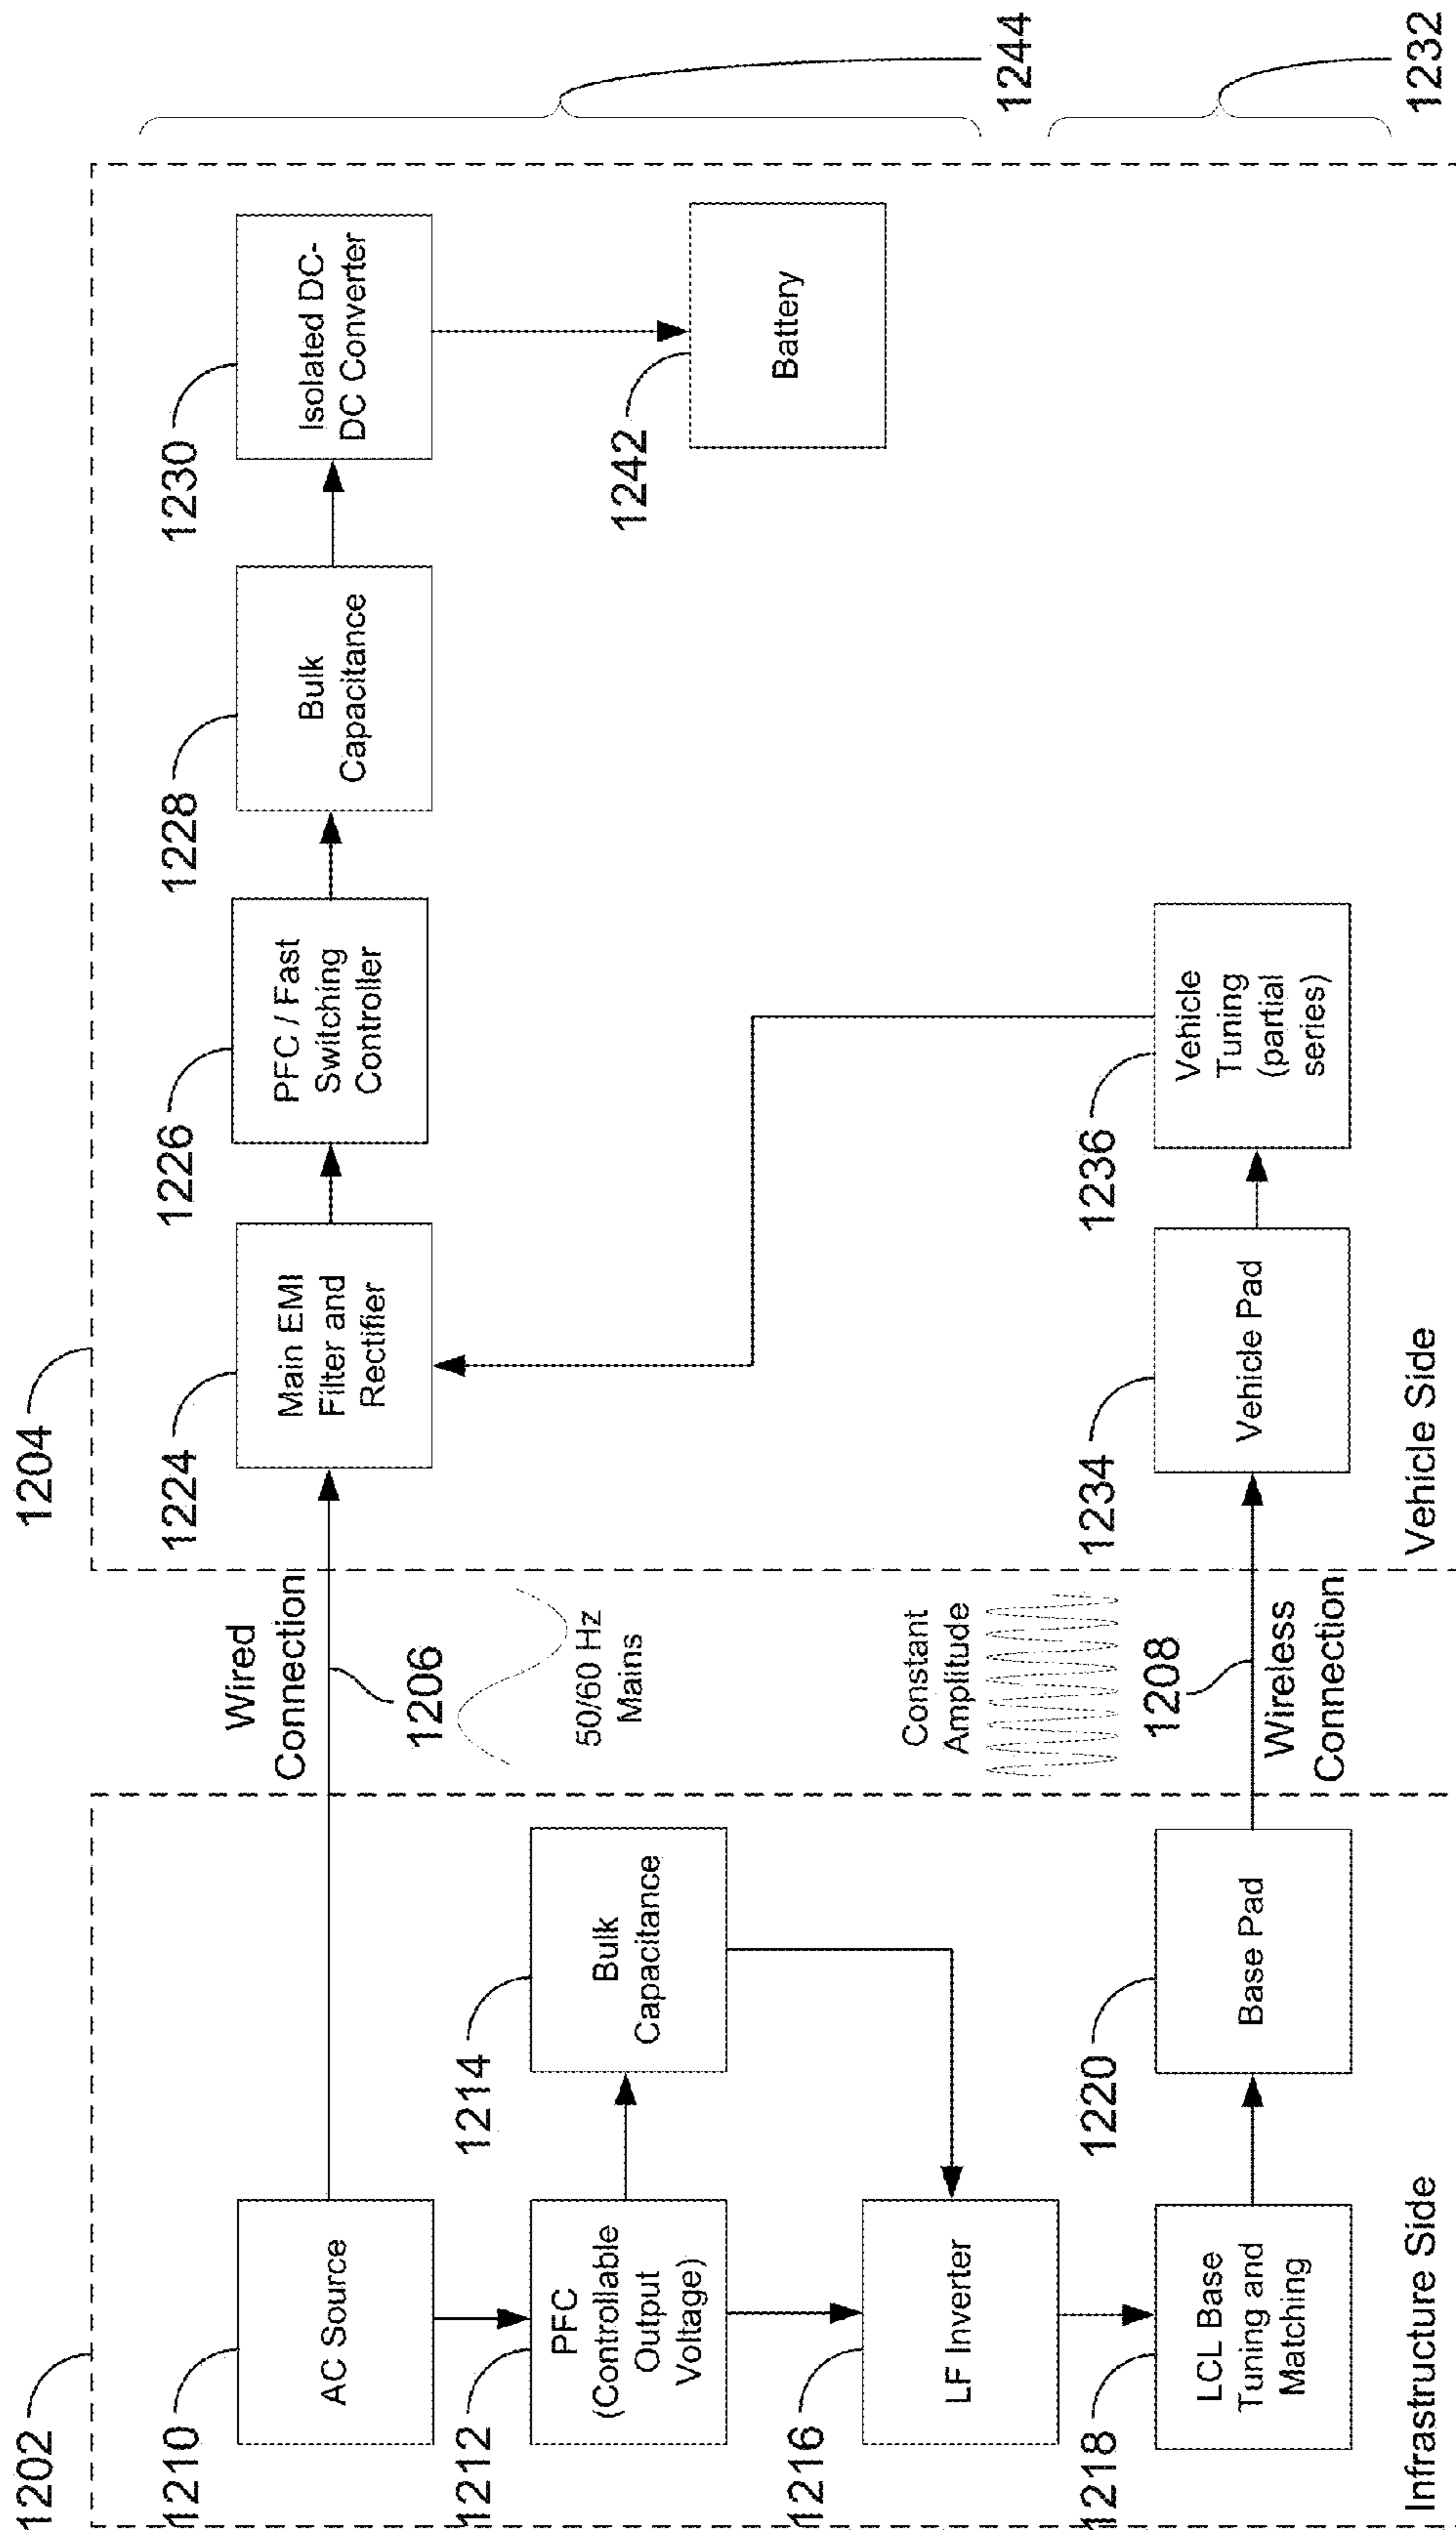 1202
1204
1210
AC Source
Wired
Connection
1206
50/60 Hz
Mains
1224
Main EMI
Filter and
Rectifier
1226
PFC / Fast
Switching
Controller
1228
Bulk
Capacitance
1230
Isolated DC-
DC Converter
1244
1212
PFC
(Controllable
Output
Voltage)
1214
Bulk
Capacitance
1242
Battery
1216
LF Inverter
Constant
Amplitude
1208
Wireless
Connection
1218
LCL Base
Tuning and
Matching
1220
Base Pad
1234
Vehicle Pad
1236
Vehicle
Tuning
(partial
series)
1232
Infrastructure Side
Vehicle Side